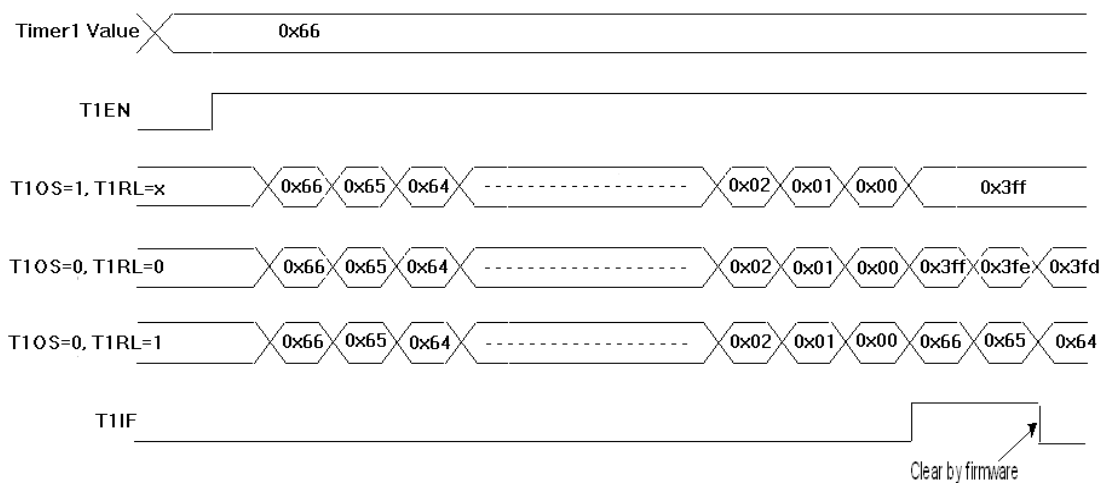 Timer1 Value 0x66
T1EN
T1OS=1, T1RL=x 0x66 0x65 0x64 0x02 0x01 0x00 0x3ff
T1OS=0, T1RL=0 0x66 0x65 0x64 0x02 0x01 0x00 0x3ff 0x3fe 0x3fd
T1OS=0, T1RL=1 0x66 0x65 0x64 0x02 0x01 0x00 0x66 0x65 0x64
T1IF
Clear by firmware